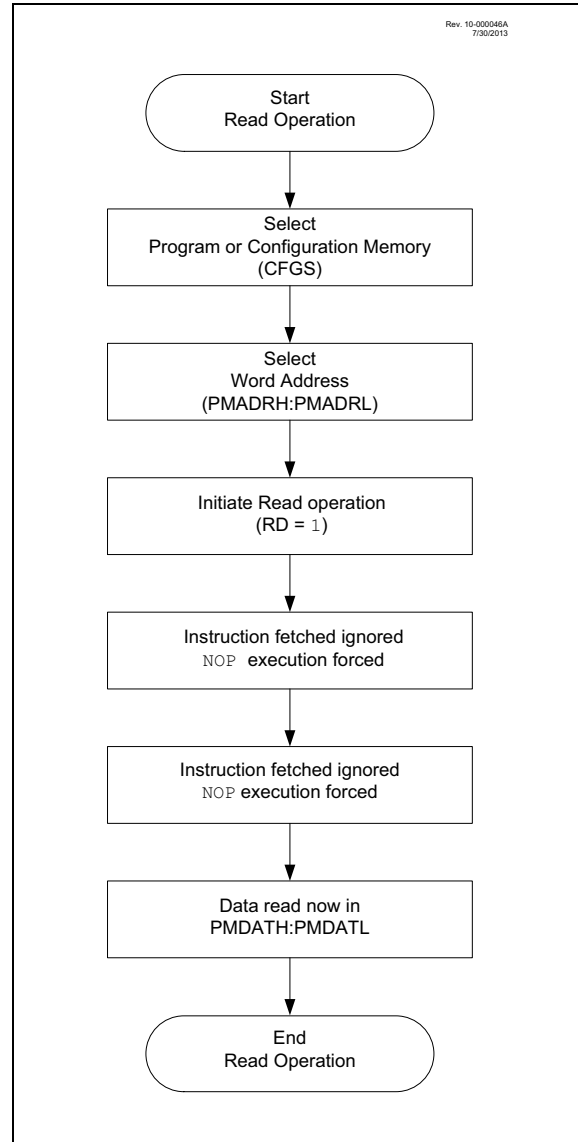 Rev. 10-000046A
7/30/2013
Start
Read Operation
Select
Program or Configuration Memory
(CFGS)
Select
Word Address
(PMADRH:PMADRL)
Initiate Read operation
(RD = 1)
Instruction fetched ignored
NOP execution forced
Instruction fetched ignored
NOP execution forced
Data read now in
PMDATH:PMDATL
End
Read Operation